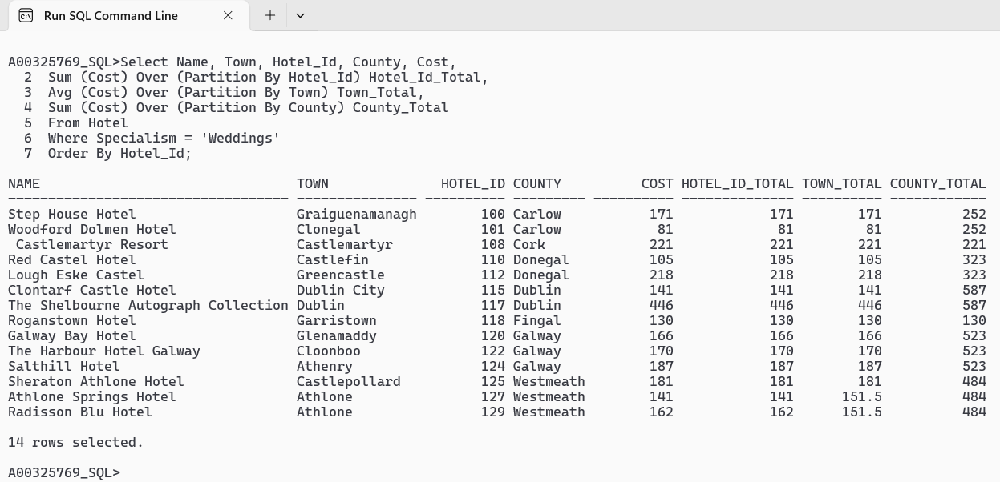 Run SQL Command Line
A00325769_SQL>Select Name, Town, Hotel_Id, County, Cost,
  2  Sum (Cost) Over (Partition By Hotel_Id) Hotel_Id_Total,
  3  Avg (Cost) Over (Partition By Town) Town_Total,
  4  Sum (Cost) Over (Partition By County) County_Total
  5  From Hotel
  6  Where Specialism = 'Weddings'
  7  Order By Hotel_Id;
NAME                                TOWN              HOTEL_ID COUNTY          COST HOTEL_ID_TOTAL TOWN_TOTAL COUNTY_TOTAL
----------------------------------- --------------- ---------- --------- ---------- -------------- ---------- ------------
Step House Hotel                    Graiguenamanagh        100 Carlow           171            171        171          252
Woodford Dolmen Hotel               Clonegal               101 Carlow            81             81         81          252
 Castlemartyr Resort                Castlemartyr           108 Cork             221            221        221          221
Red Castel Hotel                    Castlefin              110 Donegal          105            105        105          323
Lough Eske Castel                   Greencastle            112 Donegal          218            218        218          323
Clontarf Castle Hotel               Dublin City            115 Dublin           141            141        141          587
The Shelbourne Autograph Collection Dublin                 117 Dublin           446            446        446          587
Roganstown Hotel                    Garristown             118 Fingal           130            130        130          130
Galway Bay Hotel                    Glenamaddy             120 Galway           166            166        166          523
The Harbour Hotel Galway            Cloonboo               122 Galway           170            170        170          523
Salthill Hotel                      Athenry                124 Galway           187            187        187          523
Sheraton Athlone Hotel              Castlepollard          125 Westmeath        181            181        181          484
Athlone Springs Hotel               Athlone                127 Westmeath        141            141      151.5          484
Radisson Blu Hotel                  Athlone                129 Westmeath        162            162      151.5          484
14 rows selected.
A00325769_SQL>